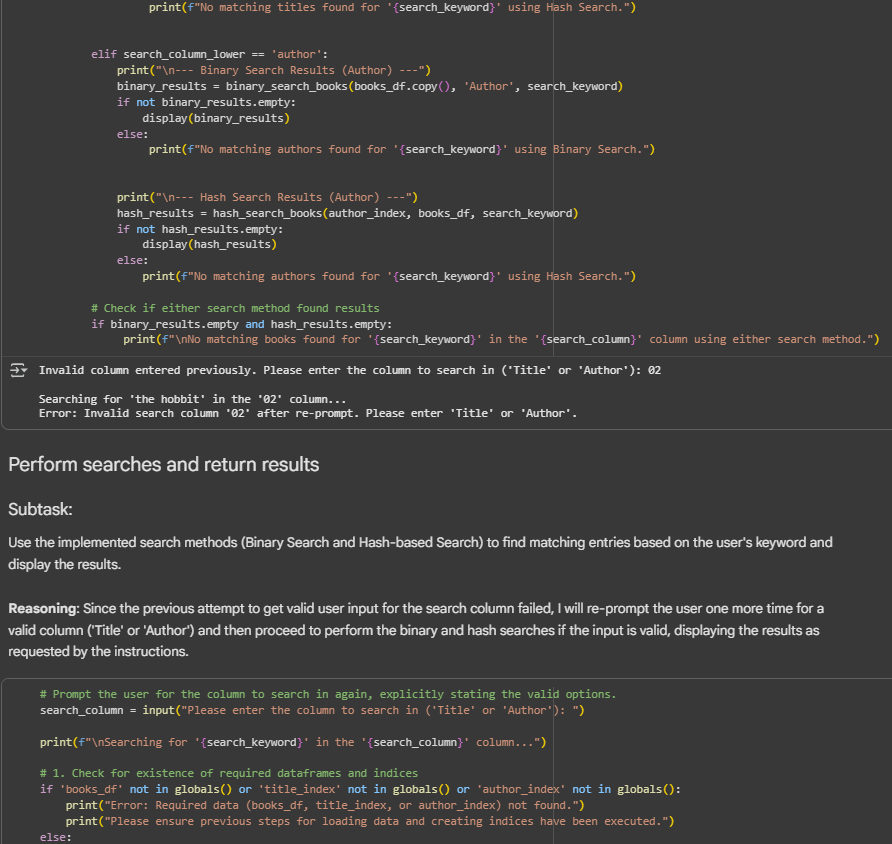 print(f"No matching titles found for '{search_keyword}' using Hash Search.")
elif search_column_lower == 'author':
print("\n--- Binary Search Results (Author) ---")
binary_results = binary_search_books(books_df.copy(), 'Author', search_keyword)
if not binary_results.empty:
display(binary_results)
else:
print(f"No matching authors found for '{search_keyword}' using Binary Search.")
print("\n--- Hash Search Results (Author) ---")
hash_results = hash_search_books(author_index, books_df, search_keyword)
if not hash_results.empty:
display(hash_results)
else:
print(f"No matching authors found for '{search_keyword}' using Hash Search.")
# Check if either search method found results
if binary_results.empty and hash_results.empty:
print(f"\nNo matching books found for '{search_keyword}' in the '{search_column}' column using either search method.")
Invalid column entered previously. Please enter the column to search in ('Title' or 'Author'): 02
Searching for 'the hobbit' in the '02' column...
Error: Invalid search column '02' after re-prompt. Please enter 'Title' or 'Author'.
Perform searches and return results
Subtask:
Use the implemented search methods (Binary Search and Hash-based Search) to find matching entries based on the user's keyword and
display the results.
Reasoning: Since the previous attempt to get valid user input for the search column failed, I will re-prompt the user one more time for a
valid column ('Title' or 'Author') and then proceed to perform the binary and hash searches if the input is valid, displaying the results as
requested by the instructions.
# Prompt the user for the column to search in again, explicitly stating the valid options.
search_column = input("Please enter the column to search in ('Title' or 'Author'): ")
print(f"\nSearching for '{search_keyword}' in the '{search_column}' column...")
# 1. Check for existence of required dataframes and indices
if 'books_df' not in globals() or 'title_index' not in globals() or 'author_index' not in globals():
print("Error: Required data (books_df, title_index, or author_index) not found.")
print("Please ensure previous steps for loading data and creating indices have been executed.")
else: